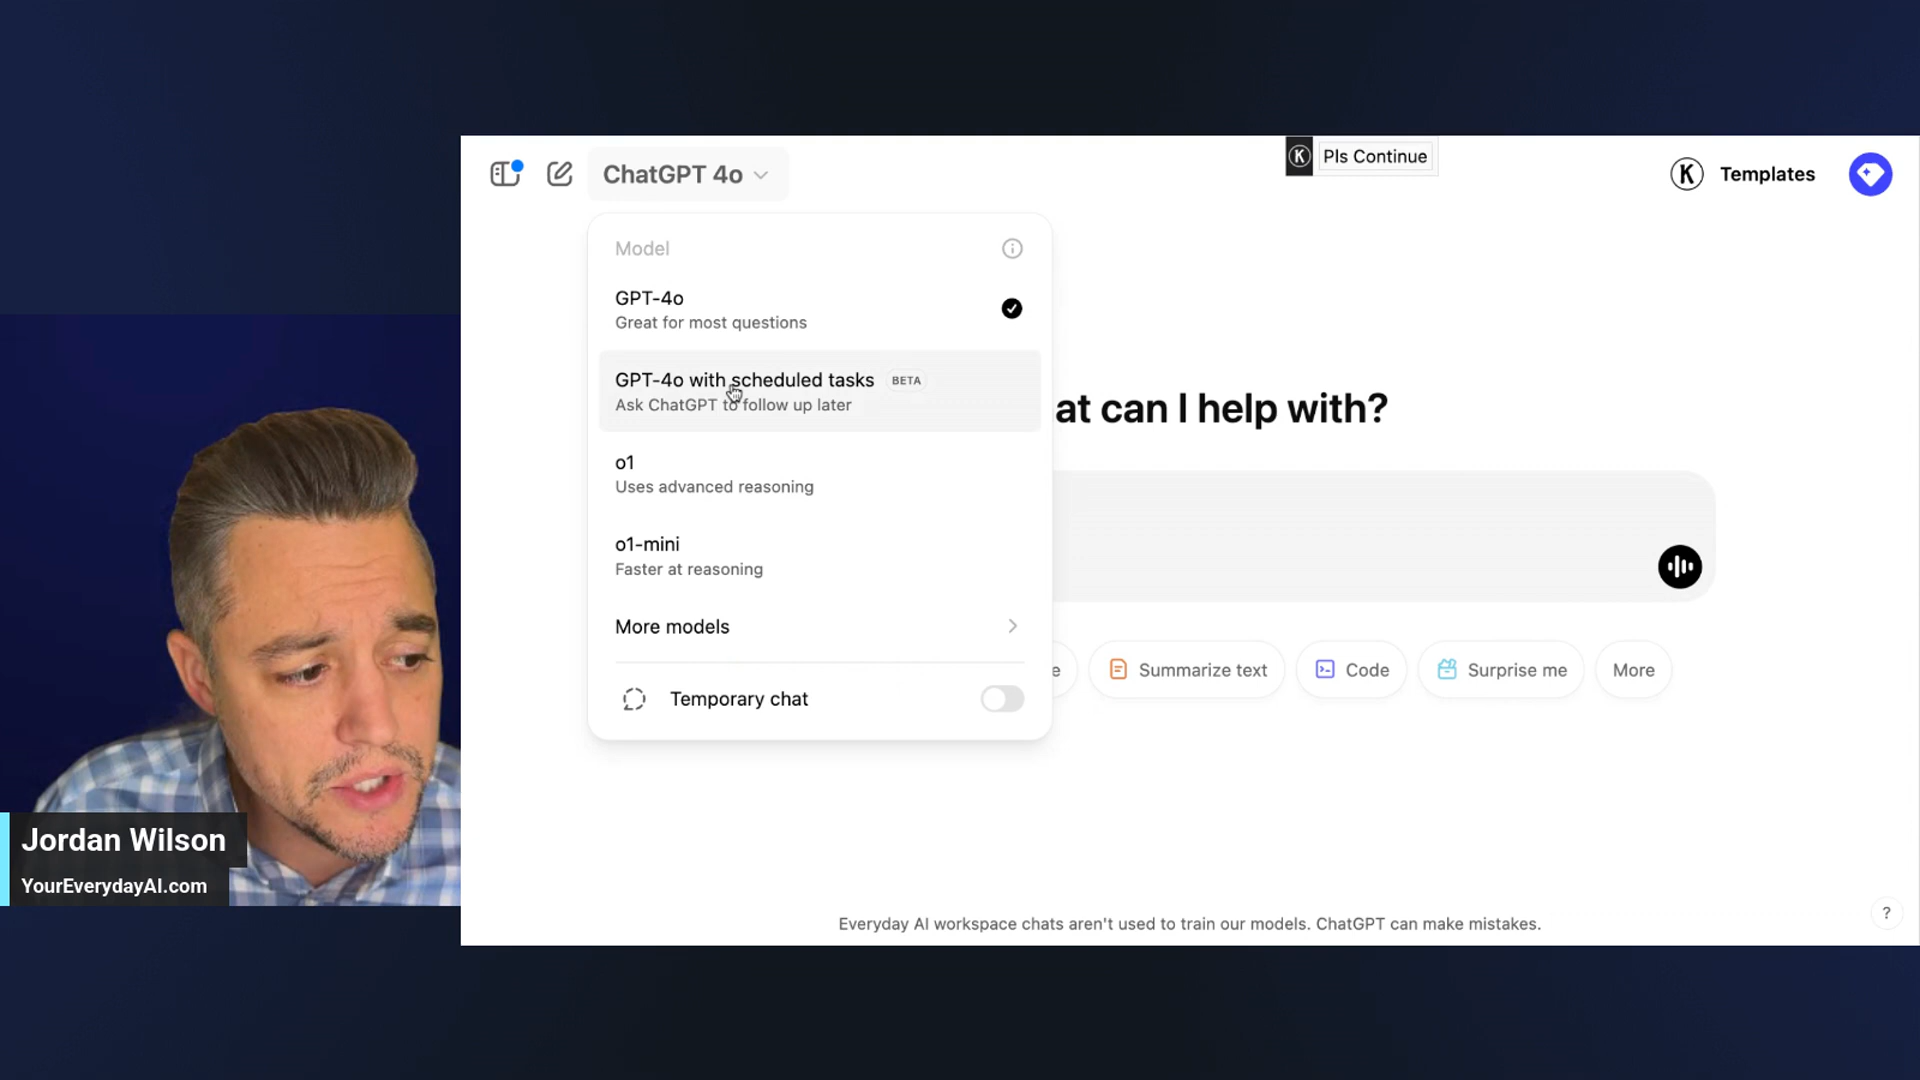 ChatGPT 4o
K
Pls Continue
K
Templates
Model
GPT-4o
Great for most questions
GPT-4o with scheduled tasks
BETA
Ask ChatGPT to follow up later
o1
Uses advanced reasoning
o1-mini
Faster at reasoning
More models
Temporary chat
at can I help with?
e
Summarize text
Code
Surprise me
More
Everyday AI workspace chats aren't used to train our models. ChatGPT can make mistakes.
?
Jordan Wilson
YourEverydayAI.com